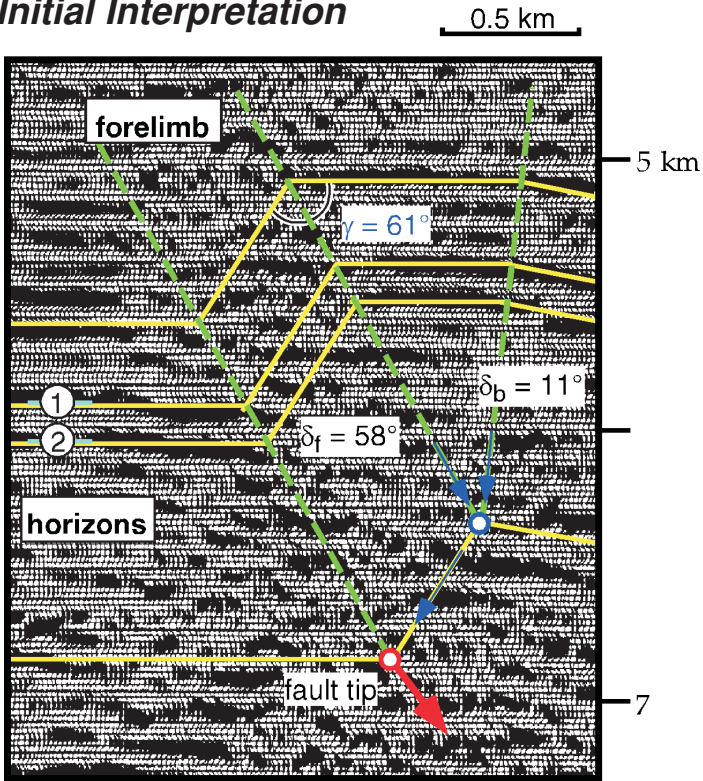 Initial Interpretation
0.5 km
forelimb
5 km
γ = 61°
δb = 11°
1
δf = 58°
2
horizons
fault tip
7